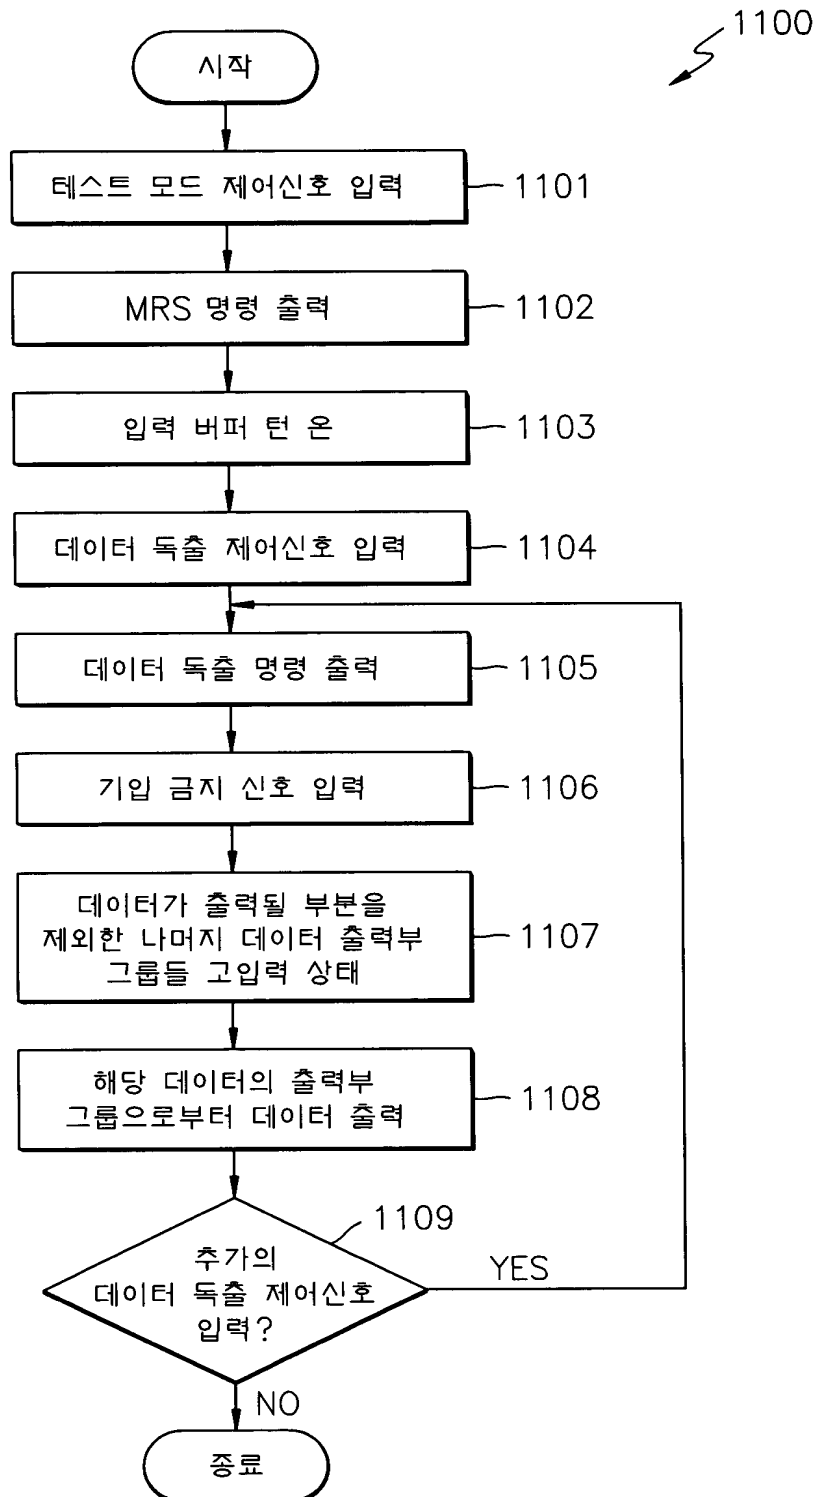 1100
시작
테스트 모드 제어신호 입력
1101
MRS 명령 출력
1102
입력 버퍼 턴 온
1103
데이터 독출 제어신호 입력
1104
데이터 독출 명령 출력
1105
기입 금지 신호 입력
1106
데이터가 출력될 부분을
제외한 나머지 데이터 출력부
그룹들 고입력 상태
1107
해당 데이터의 출력부
그룹으로부터 데이터 출력
1108
1109
추가의
데이터 독출 제어신호
입력?
YES
NO
종료